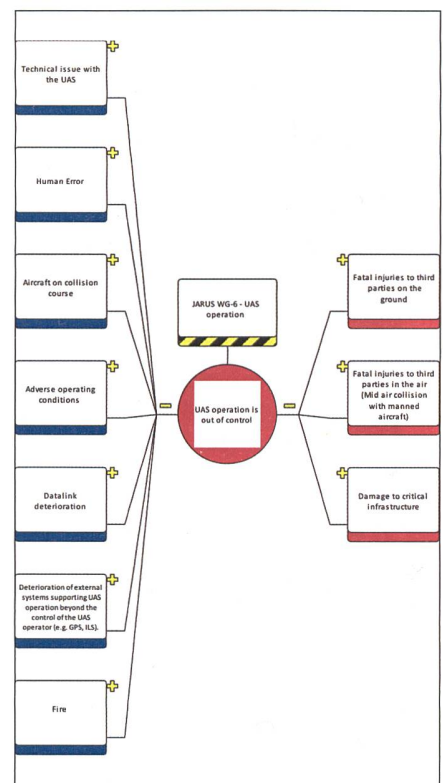 Technical issue with
the UAS
Human Error
Aircraft on collision
course
Adverse operating
conditions
Datalink
deterioration
Deterioration of external
systems supporting UAS
operation beyond the
control of the UAS
operator (e.g. GPS, ILS).
Fire
JARUS WG-6 - UAS
operation
UAS operation is
out of control
Fatal injuries to third
parties on the
ground
Fatal injuries to third
parties in the air
(Mid air collision
with manned
aircraft)
Damage to critical
infrastructure